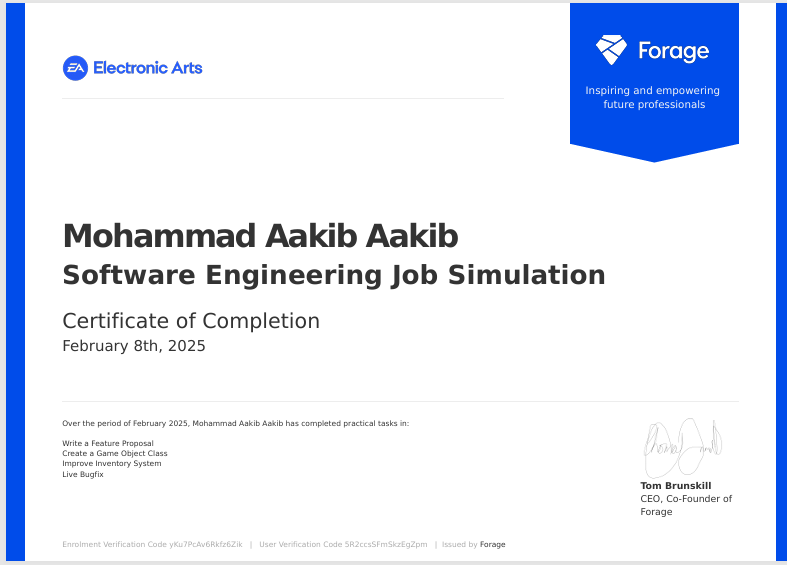 EA Electronic Arts
Forage
Inspiring and empowering
future professionals
Mohammad Aakib Aakib
Software Engineering Job Simulation
Certificate of Completion
February 8th, 2025
Over the period of February 2025, Mohammad Aakib Aakib has completed practical tasks in:
Write a Feature Proposal
Create a Game Object Class
Improve Inventory System
Live Bugfix
Tom Brunskill
CEO, Co-Founder of
Forage
Enrolment Verification Code yKu7PcAv6Rkfz6Zik | User Verification Code 5R2ccsSFmSkzEgZpm | Issued by Forage